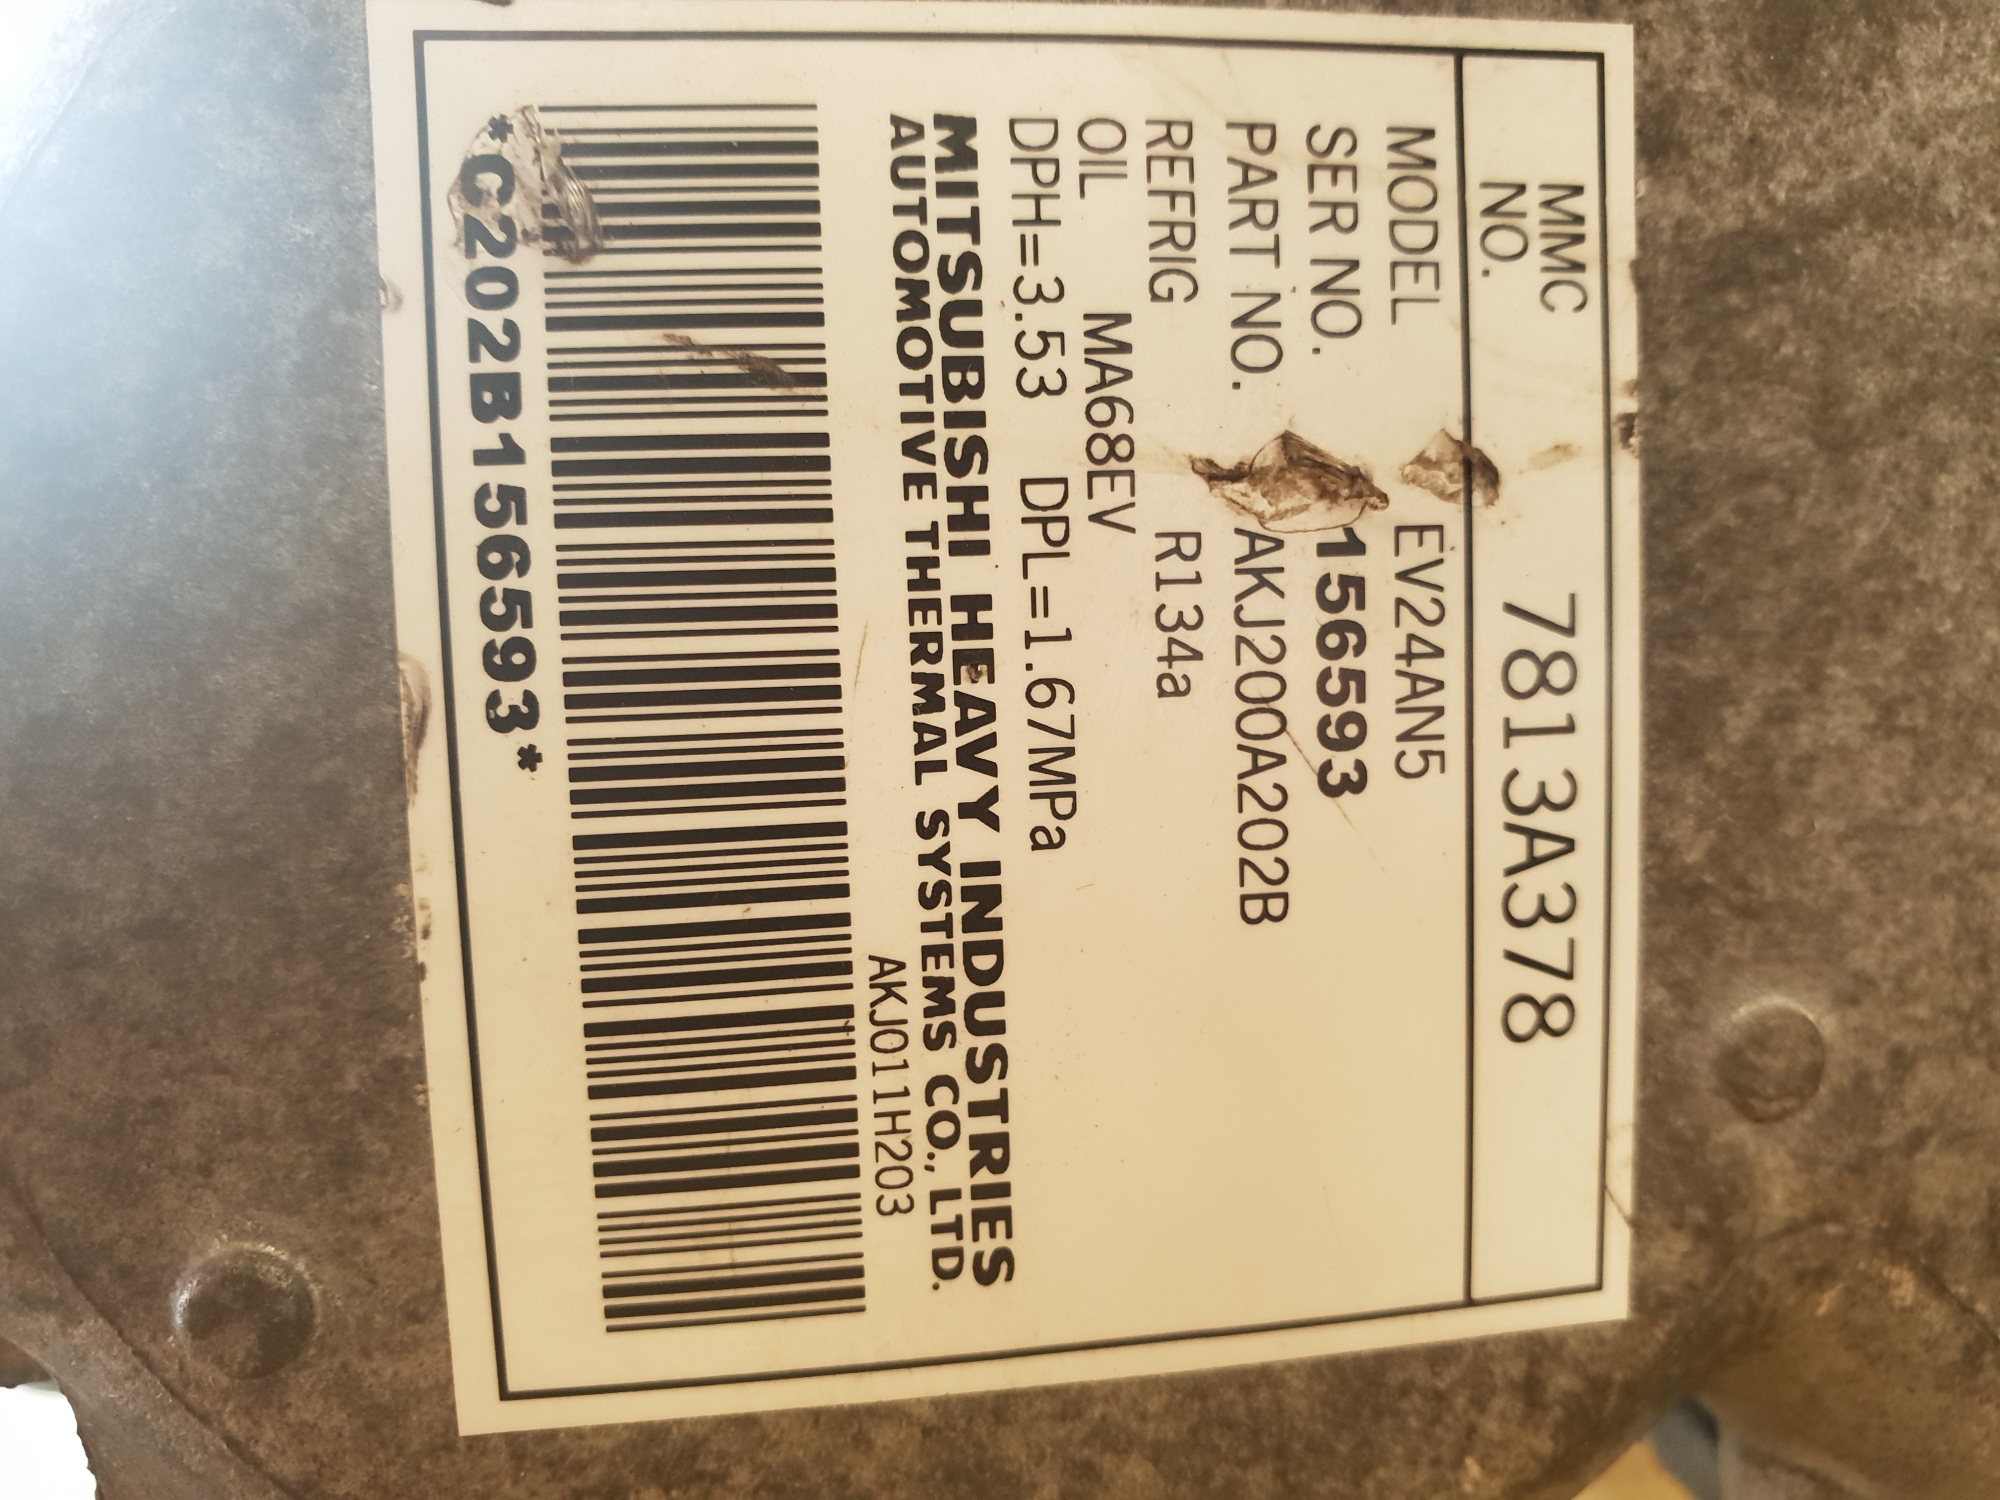 MMC NO. 7813A378
MODEL EV24AN5
SER NO. 156593
PART NO. AKJ200A202B
REFRIG R134a
OIL MA68EV
DPH=3.53 DPL=1.67MPa
MITSUBISHI HEAVY INDUSTRIES
AUTOMOTIVE THERMAL SYSTEMS CO., LTD.
AKJ011H203
*C202B156593*